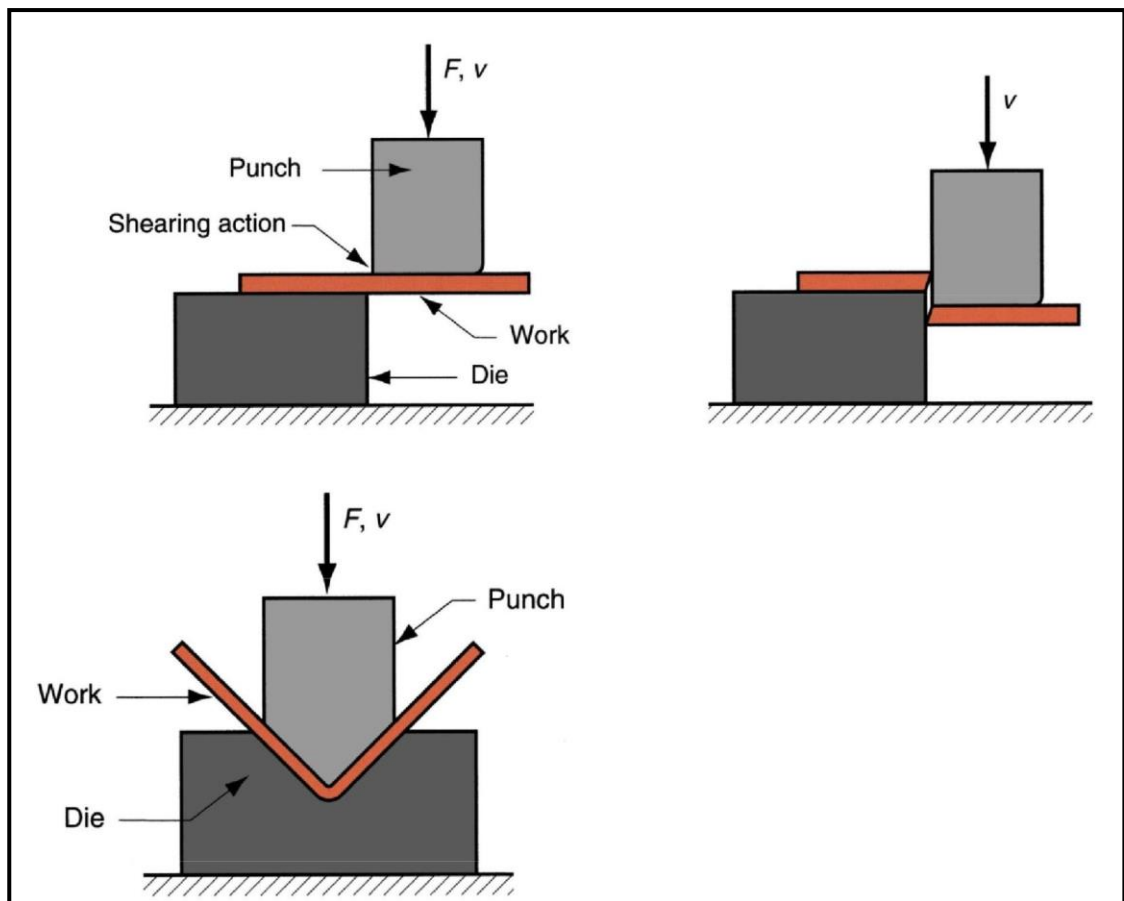 F, v
Punch
Shearing action
Work
Die
v
F, v
Punch
Work
Die